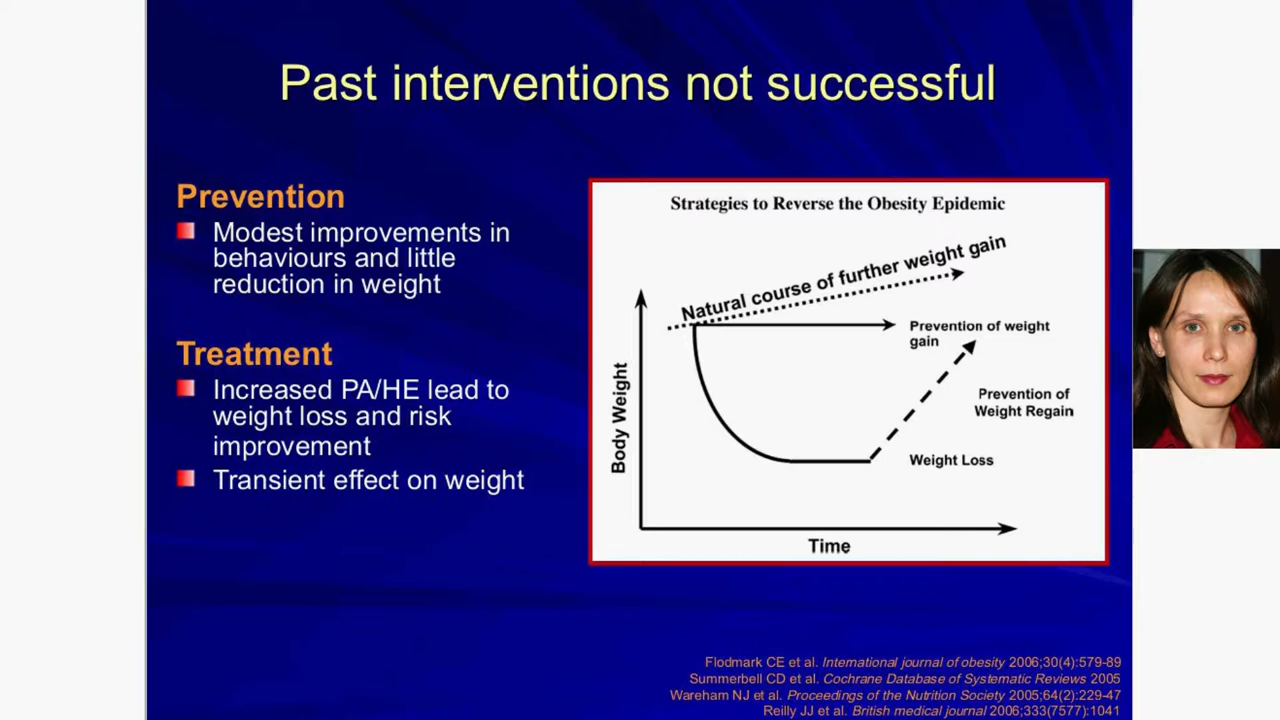 Past interventions not successful
Prevention
Modest improvements in
behaviours and little
reduction in weight
Treatment
Increased PA/HE lead to
weight loss and risk
improvement
Transient effect on weight
Strategies to Reverse the Obesity Epidemic
Natural course of further weight gain
Prevention of weight
gain
Prevention of
Weight Regain
Weight Loss
Body Weight
Time
Flodmark CE et al. International journal of obesity 2006;30(4):579-89
Summerbell CD et al. Cochrane Database of Systematic Reviews 2005
Wareham NJ et al. Proceedings of the Nutrition Society 2005;64(2):229-47
Reilly JJ et al. British medical journal 2006;333(7577):1041